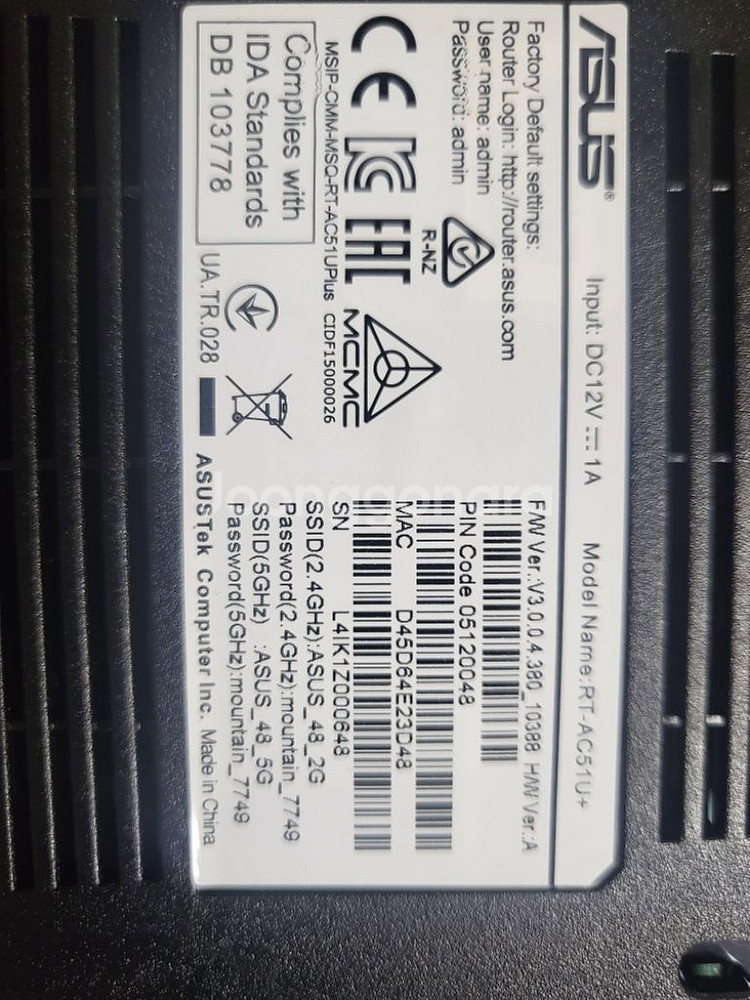 ASUS® Input: DC12V ⎓ 1A Model Name:RT-AC51U+
Factory Default settings:
Router Login: http://router.asus.com
User name: admin
Password: admin
R-NZ
CE
EAC
MCMC
MSIP-CMM-MSQ-RT-AC51UPlus CIDF15000026
Complies with
IDA Standards
DB 103778
UA.TR.028
F/W Ver.:V3.0.0.4.380_10388 H/W Ver.:A
PIN Code 05120048
MAC D45D64E23D48
SN L4IK1Z000648
SSID(2.4GHz):ASUS_48_2G
Password(2.4GHz):mountain_7749
SSID(5GHz) :ASUS_48_5G
Password(5GHz):mountain_7749
ASUSTek Computer Inc. Made in China
Joonggonara